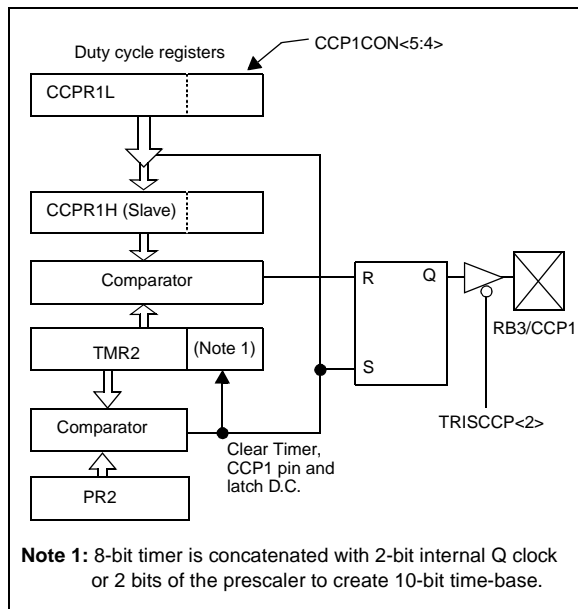 Duty cycle registers
CCP1CON<5:4>
CCPR1L
CCPR1H (Slave)
Comparator
R
Q
RB3/CCP1
TMR2
(Note 1)
S
TRISCCP<2>
Comparator
Clear Timer,
CCP1 pin and
latch D.C.
PR2
Note 1: 8-bit timer is concatenated with 2-bit internal Q clock
or 2 bits of the prescaler to create 10-bit time-base.